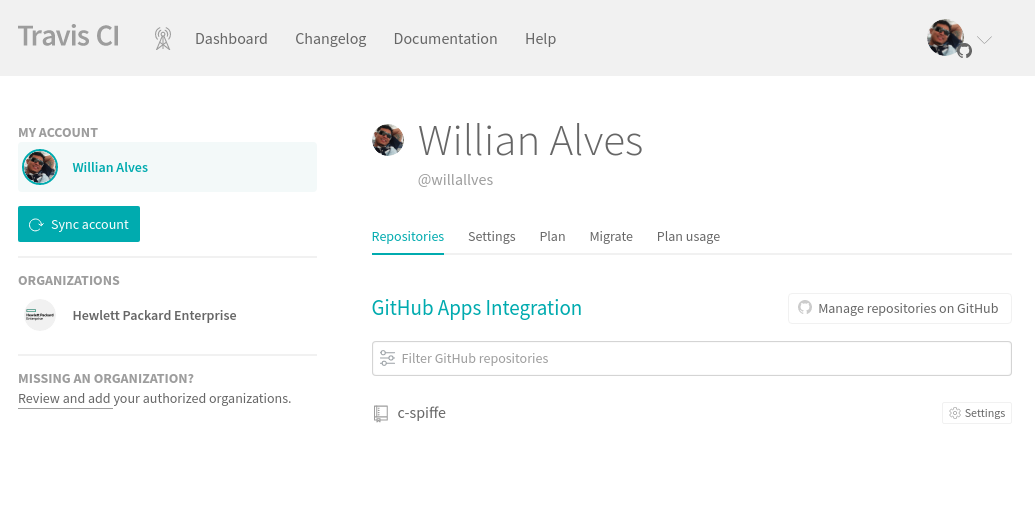 Travis CI
Dashboard
Changelog
Documentation
Help
MY ACCOUNT
Willian Alves
Sync account
ORGANIZATIONS
Hewlett Packard Enterprise
MISSING AN ORGANIZATION?
Review and add your authorized organizations.
Willian Alves
@willallves
Repositories
Settings
Plan
Migrate
Plan usage
GitHub Apps Integration
Manage repositories on GitHub
Filter GitHub repositories
c-spiffe
Settings